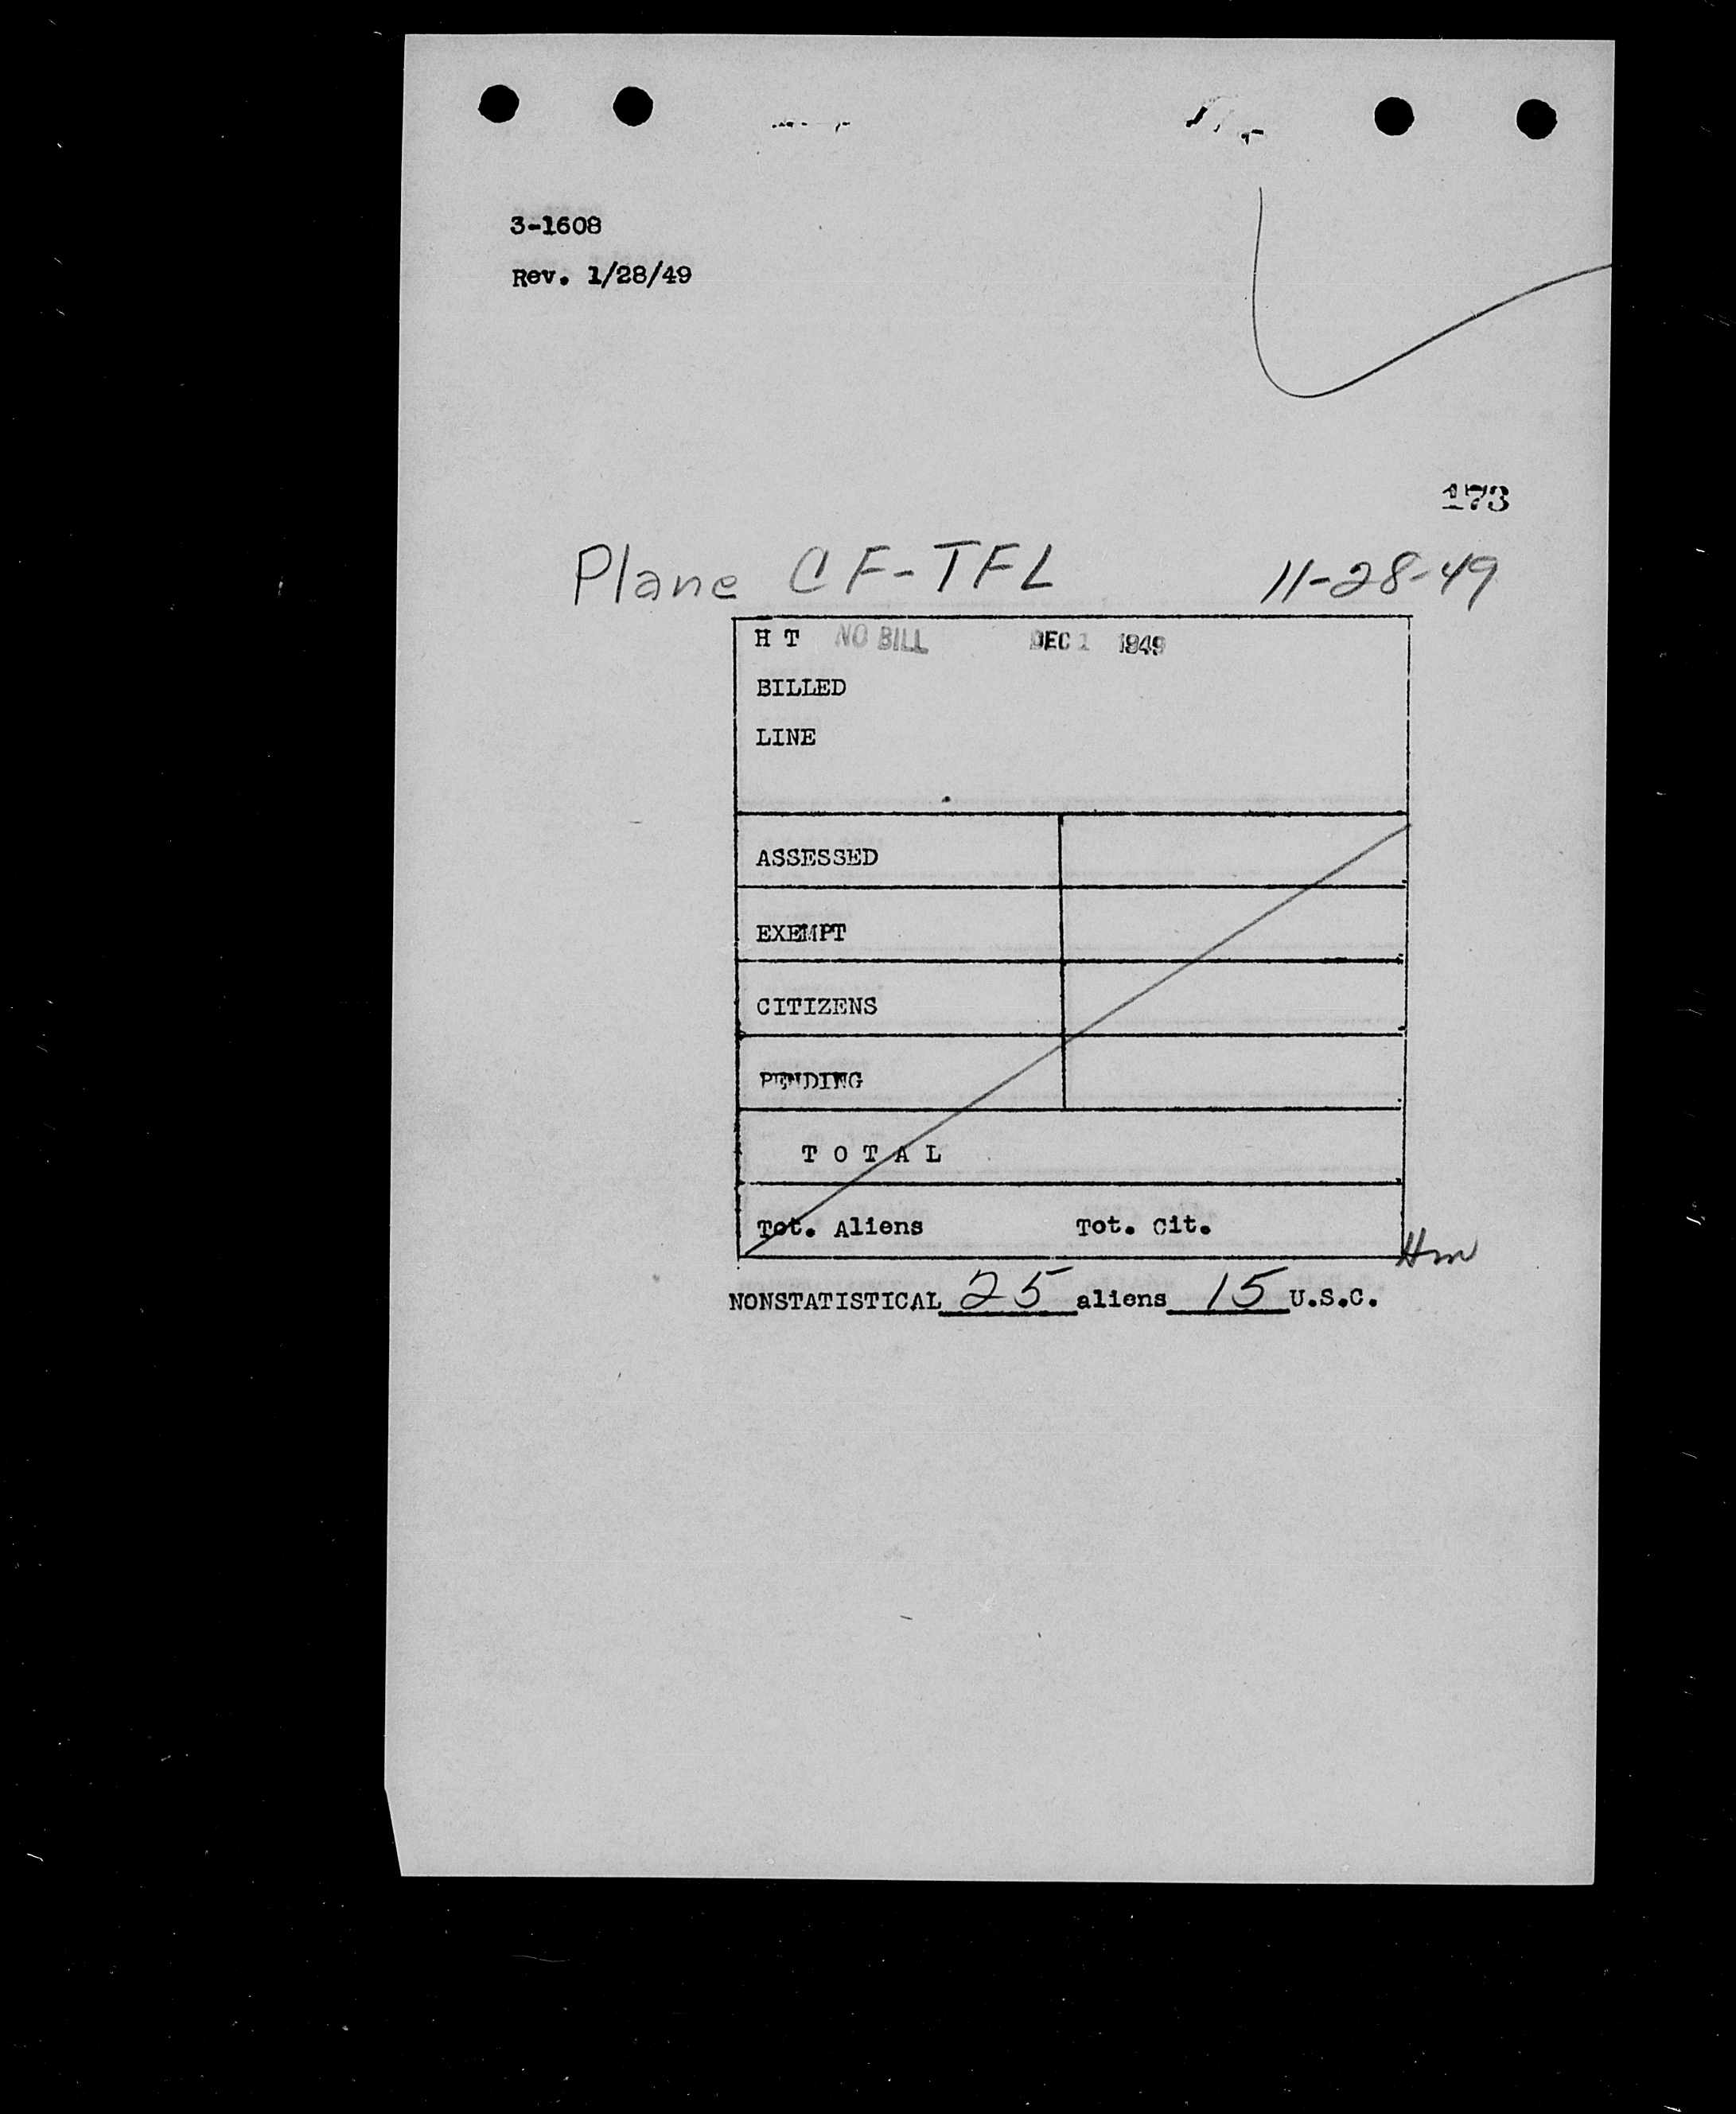 3-1608
Rev. 1/28/49
173
Plane CF-TFL 11-28-49
H T NO BILL DEC 1 1949
BILLED
LINE
ASSESSED
EXEMPT
CITIZENS
PENDING
T O T A L
Tot. Aliens Tot. Cit.
Hm
NONSTATISTICAL 25 aliens 15 U.S.C.